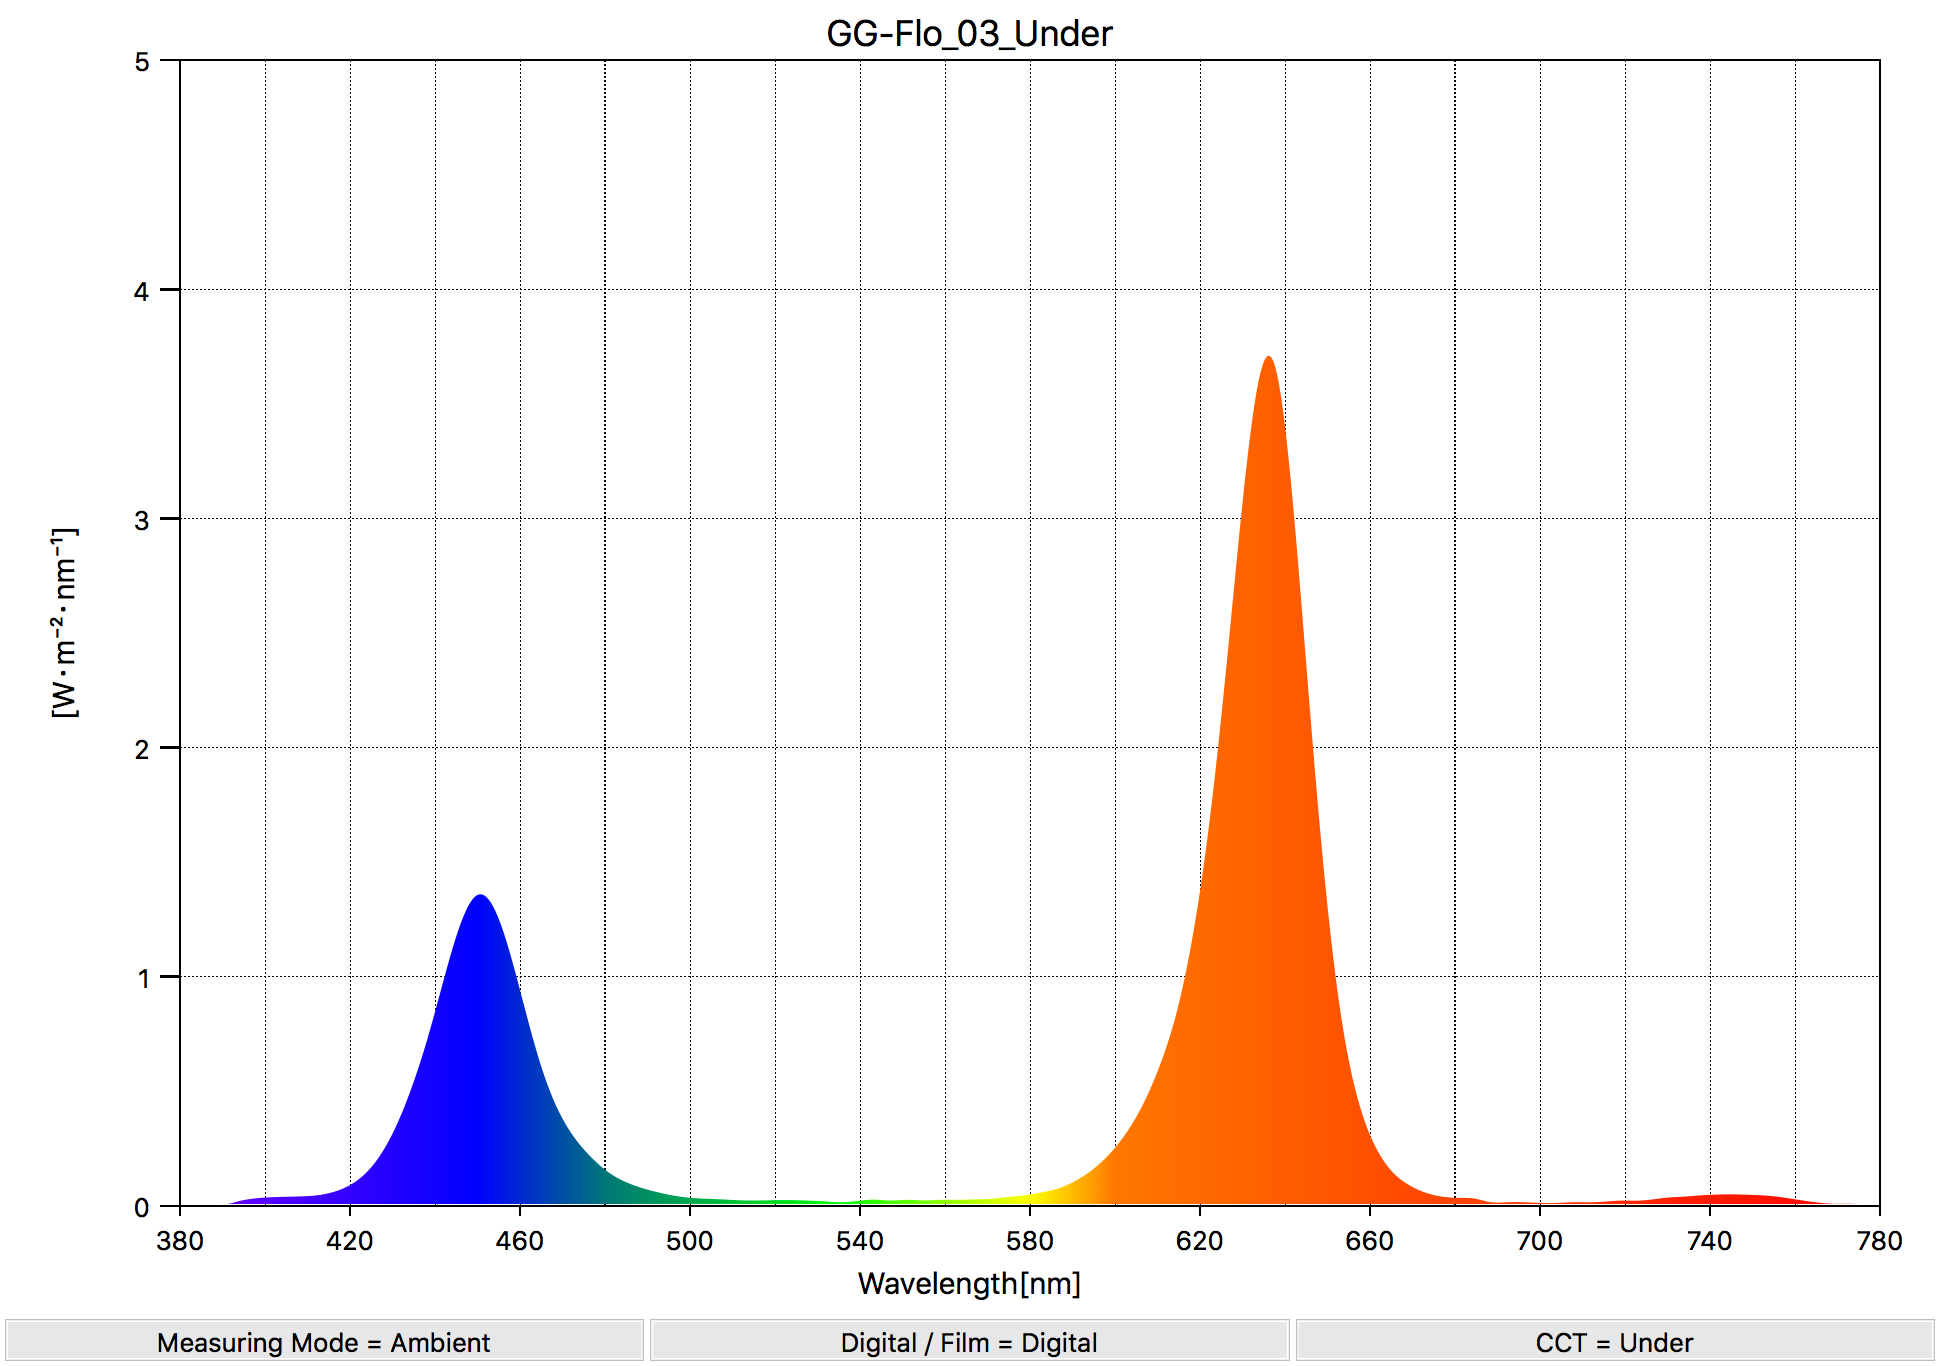 GG-Flo_03_Under
5
4
3
2
1
0
[W·m⁻²·nm⁻¹]
380 420 460 500 540 580 620 660 700 740 780
Wavelength[nm]
Measuring Mode = Ambient
Digital / Film = Digital
CCT = Under